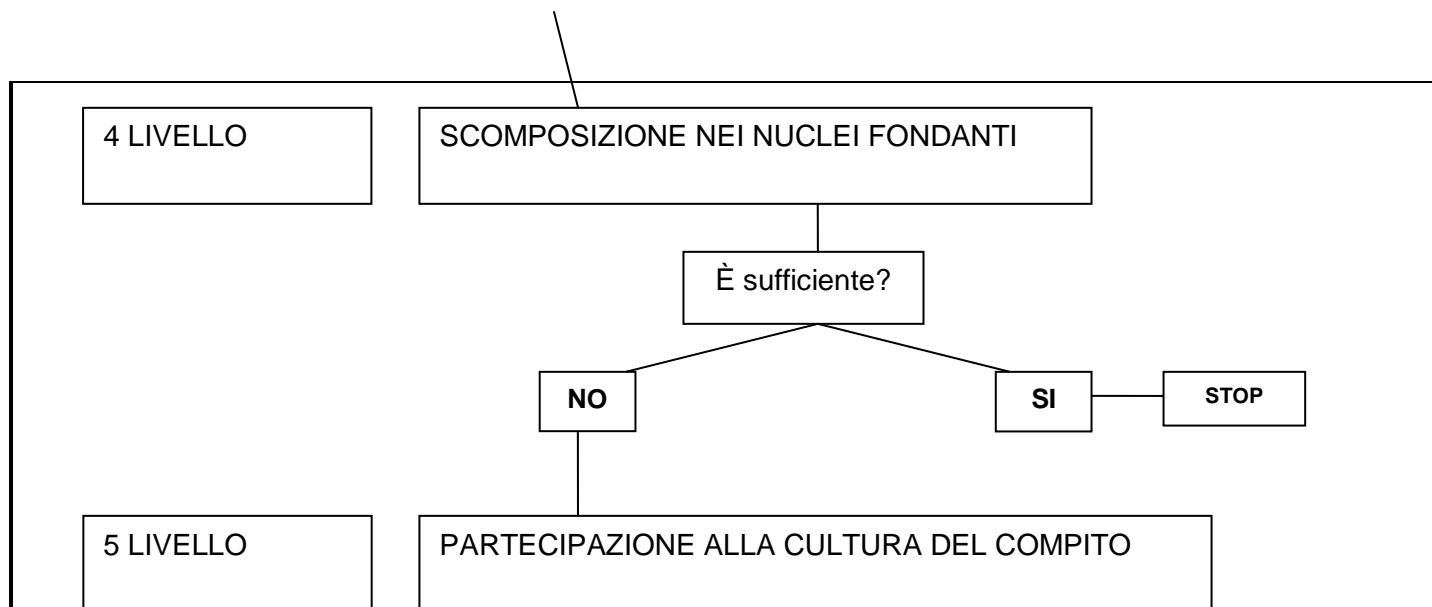 4 LIVELLO
SCOMPOSIZIONE NEI NUCLEI FONDANTI
È sufficiente?
NO
SI
STOP
5 LIVELLO
PARTECIPAZIONE ALLA CULTURA DEL COMPITO